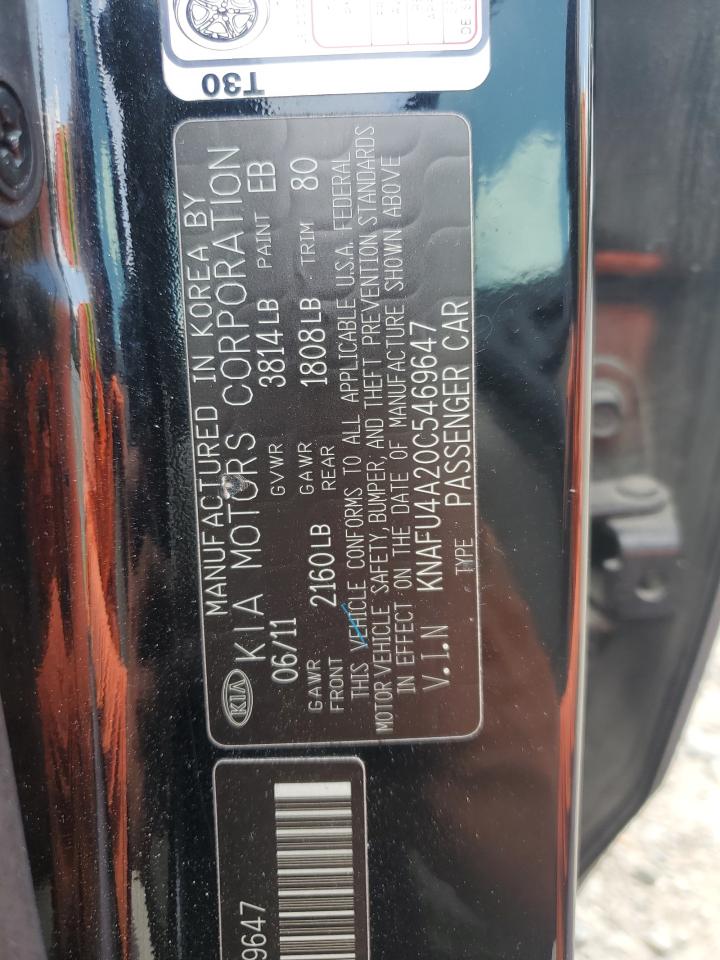 T30
MANUFACTURED IN KOREA BY
KIA KIA MOTORS CORPORATION
06/11 GVWR 3814LB PAINT EB
GAWR FRONT 2160LB GAWR REAR 1808LB TRIM 80
THIS VEHICLE CONFORMS TO ALL APPLICABLE U.S.A. FEDERAL
MOTOR VEHICLE SAFETY, BUMPER, AND THEFT PREVENTION STANDARDS
IN EFFECT ON THE DATE OF MANUFACTURE SHOWN ABOVE
V.I.N KNAFU4A20C5469647
TYPE PASSENGER CAR
9647